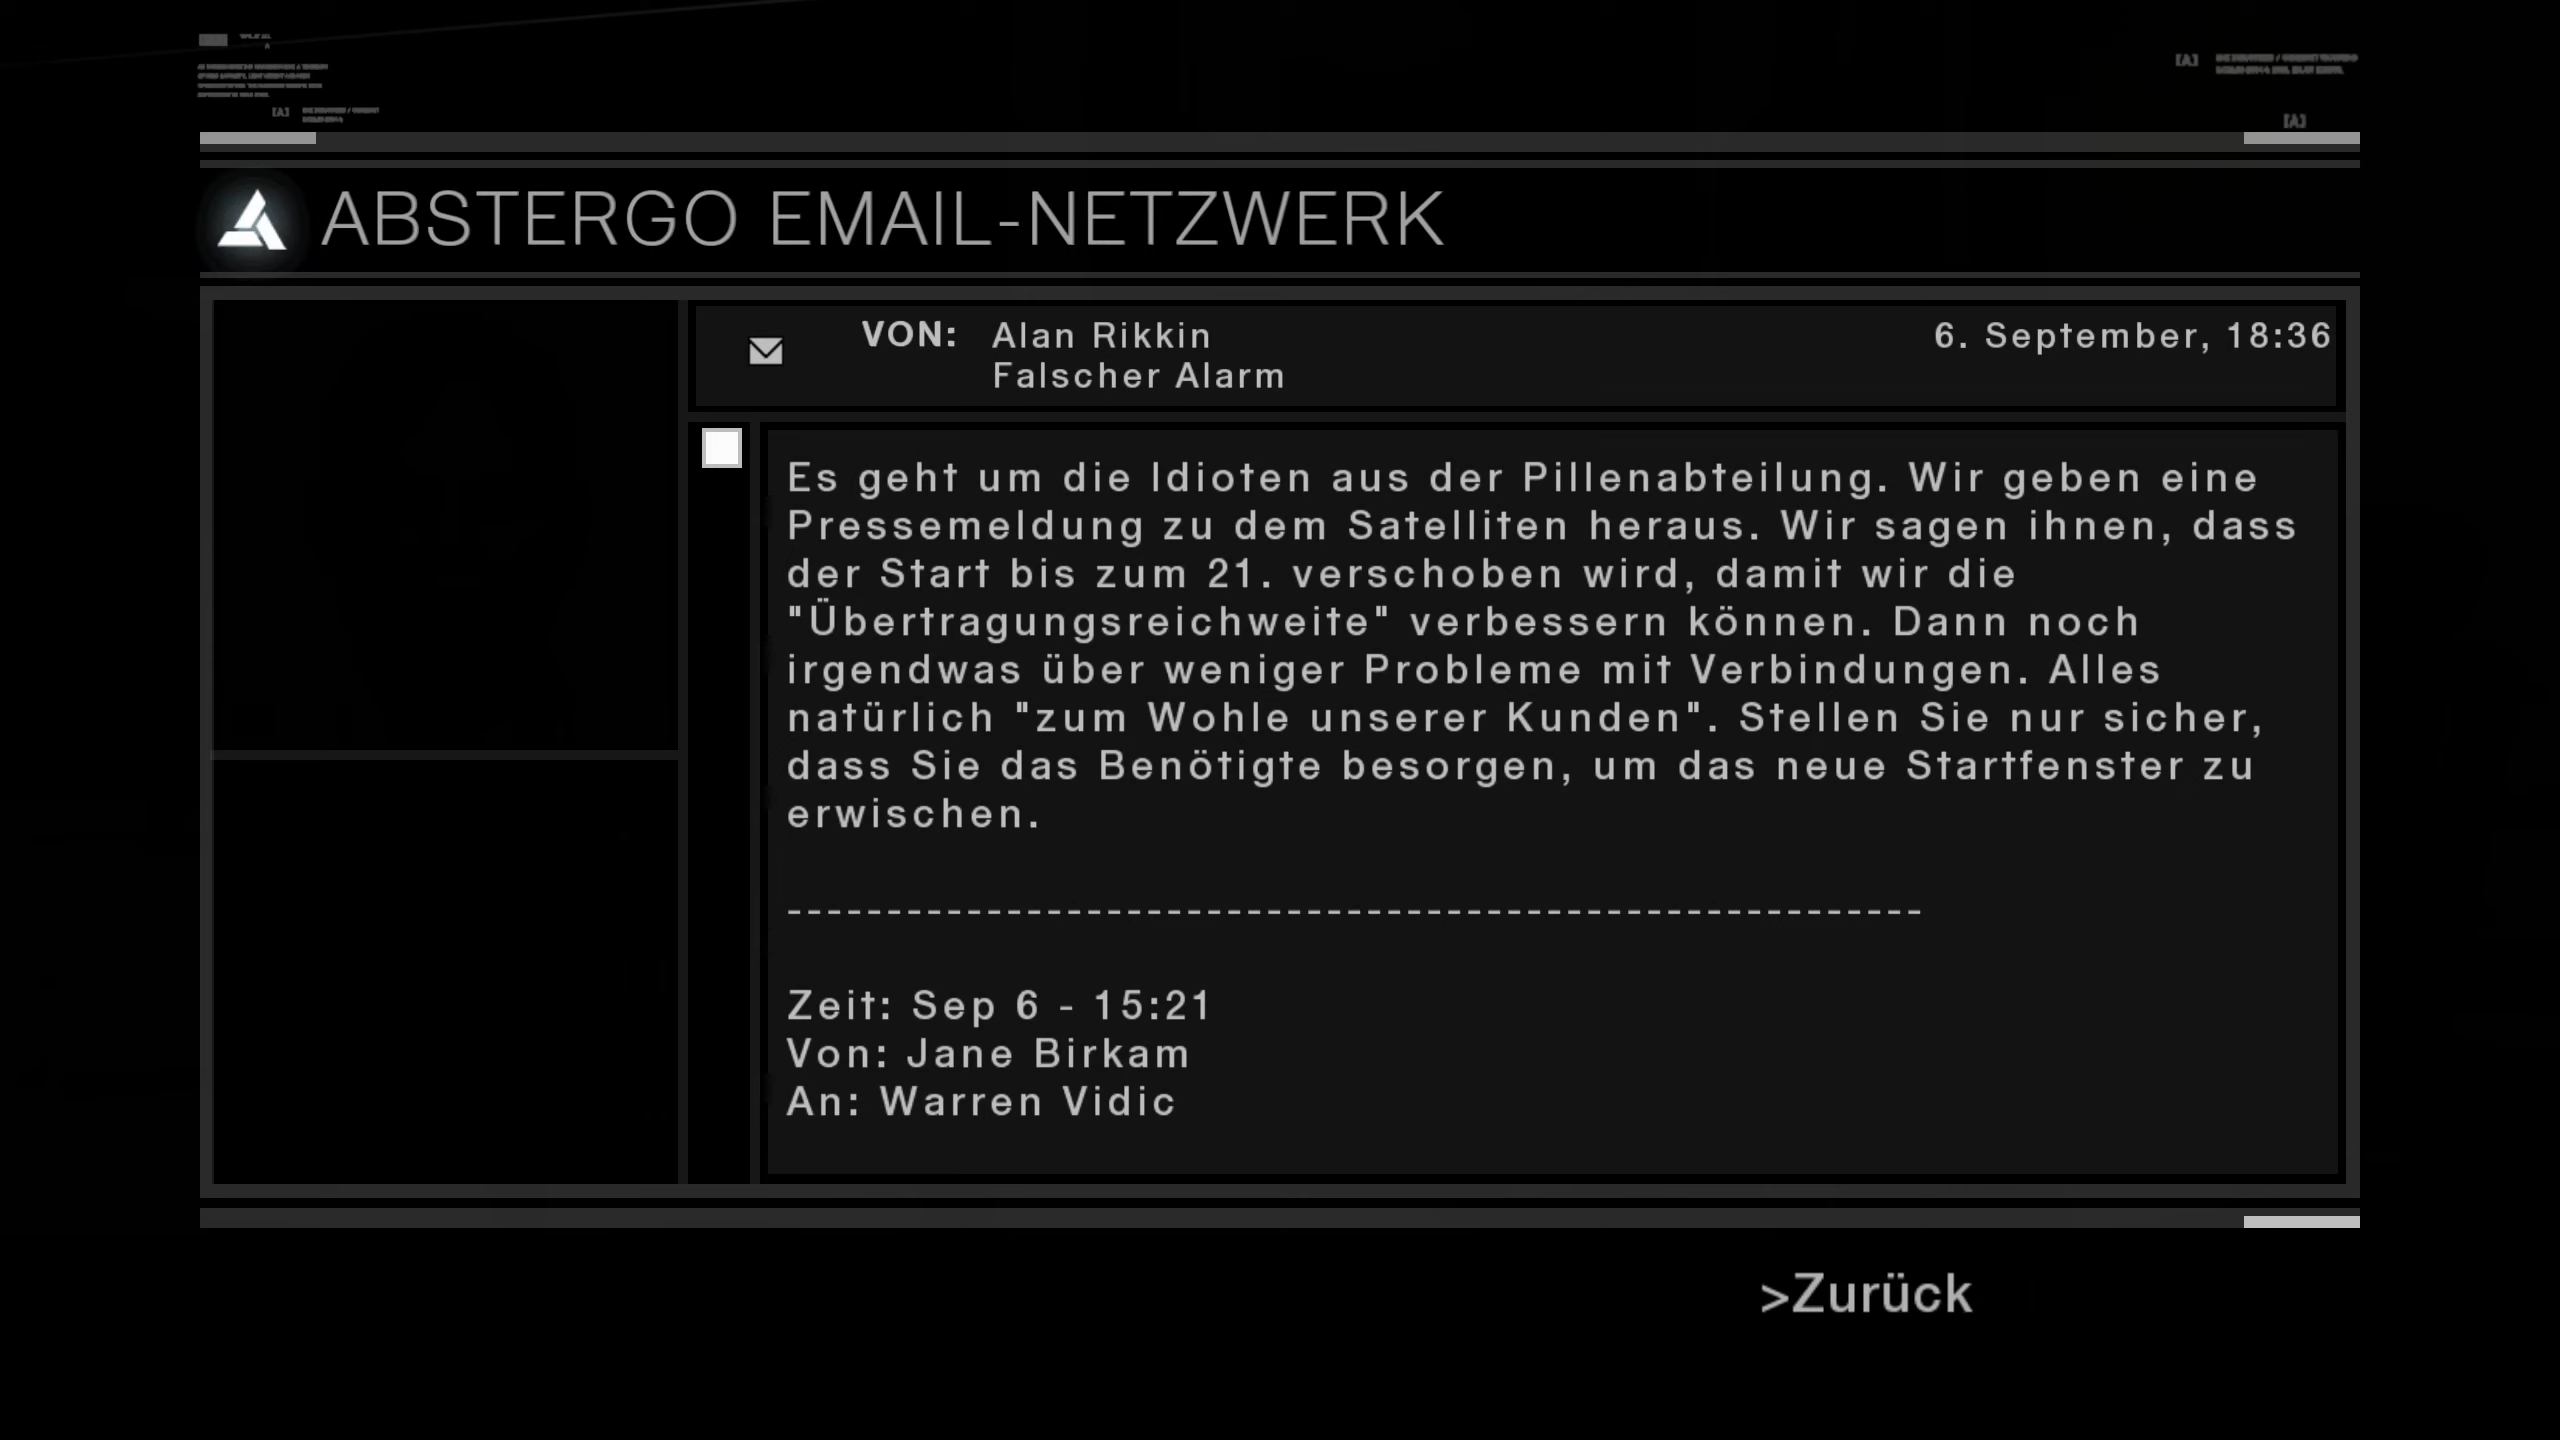 ABSTERGO EMAIL-NETZWERK
VON: Alan Rikkin
6. September, 18:36
Falscher Alarm
Es geht um die Idioten aus der Pillenabteilung. Wir geben eine
Pressemeldung zu dem Satelliten heraus. Wir sagen ihnen, dass
der Start bis zum 21. verschoben wird, damit wir die
"Übertragungsreichweite" verbessern können. Dann noch
irgendwas über weniger Probleme mit Verbindungen. Alles
natürlich "zum Wohle unserer Kunden". Stellen Sie nur sicher,
dass Sie das Benötigte besorgen, um das neue Startfenster zu
erwischen.
---------------------------------------------------------
Zeit: Sep 6 - 15:21
Von: Jane Birkam
An: Warren Vidic
>Zurück